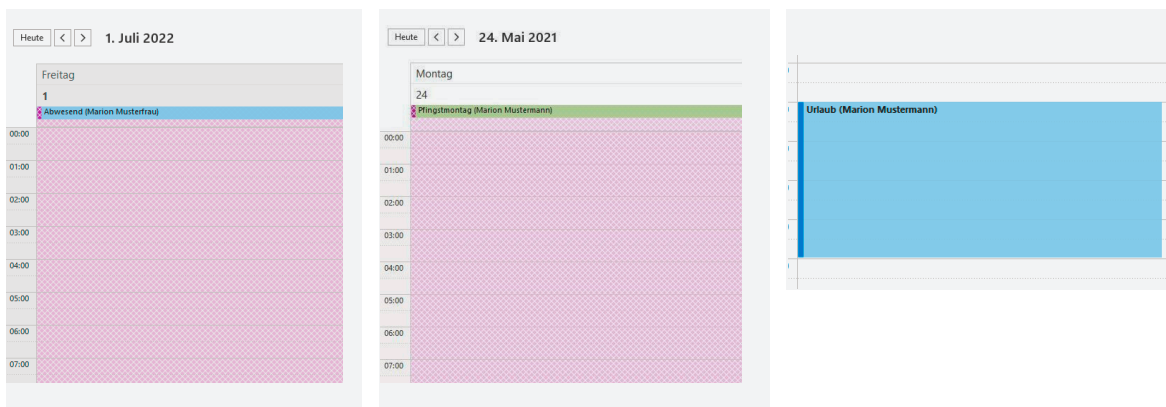 Heute < > 1. Juli 2022
Freitag
1
Abwesend (Marion Musterfrau)
00:00
01:00
02:00
03:00
04:00
05:00
06:00
07:00
Heute < > 24. Mai 2021
Montag
24
Pfingstmontag (Marion Mustermann)
00:00
01:00
02:00
03:00
04:00
05:00
06:00
07:00
Urlaub (Marion Mustermann)